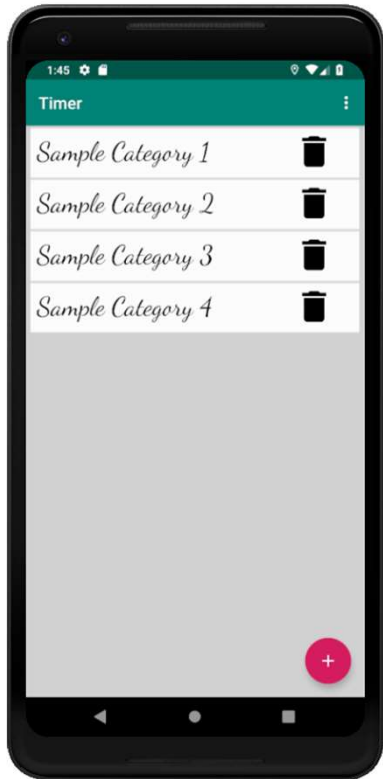 1:45
Timer
Sample Category 1
Sample Category 2
Sample Category 3
Sample Category 4
+